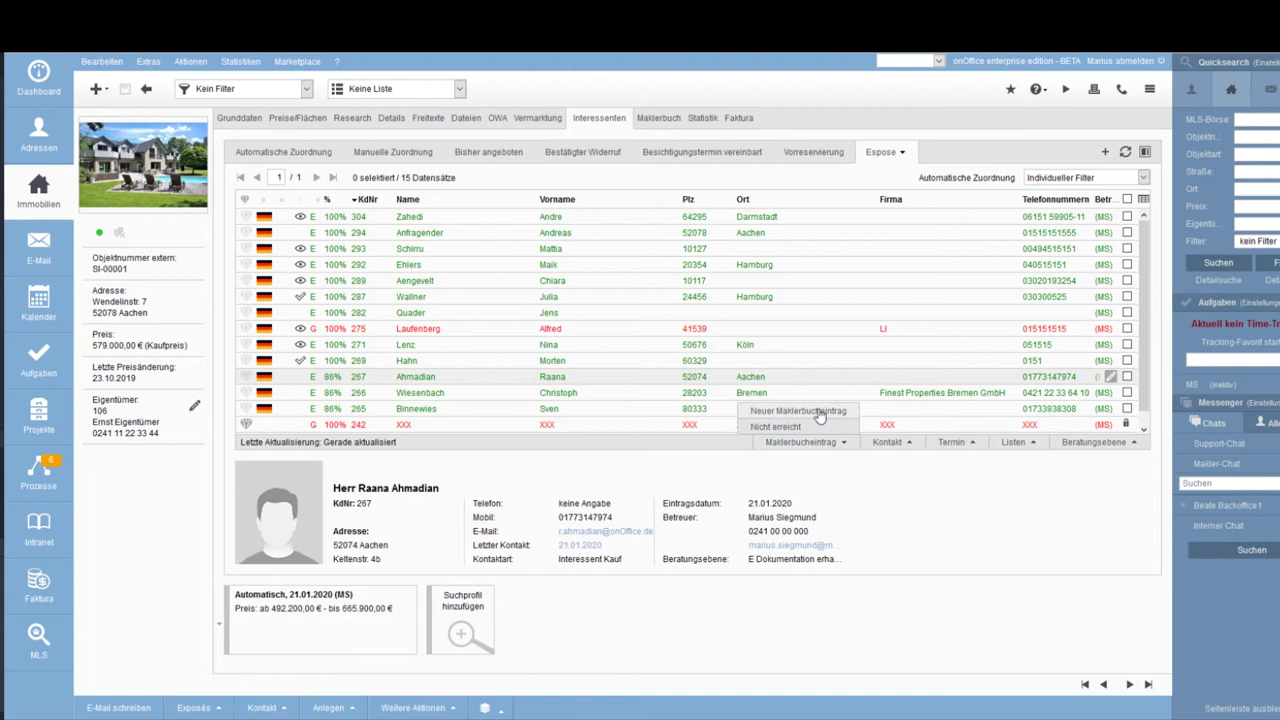 Bearbeiten Extras Aktionen Statistiken Marketplace ? onOffice enterprise edition - BETA Marius abmelden
Dashboard
Adressen
Immobilien
E-Mail
Kalender
Aufgaben
Projekte
6
Prozesse
Intranet
Faktura
MLS
Kein Filter Keine Liste
Grunddaten Preise/Flächen Research Details Freitexte Dateien OWA Vermarktung Interessenten Maklerbuch Statistik Faktura
Automatische Zuordnung Manuelle Zuordnung Bisher angeboten Bestätigter Widerruf Besichtigungstermin vereinbart Vorreservierung Expose
1 / 1 0 selektiert / 15 Datensätze Automatische Zuordnung Individueller Filter
% KdNr Name Vorname Plz Ort Firma Telefonnummern Betr...
E 100% 304 Zahedi Andre 64295 Darmstadt 06151 59905-11 (MS)
E 100% 294 Anfragender Andreas 52078 Aachen 01515151555 (MS)
E 100% 293 Schirru Mattia 10127 00494515151 (MS)
E 100% 292 Ehlers Maik 20354 Hamburg 040515151 (MS)
E 100% 289 Aengevelt Chiara 10117 03020193254 (MS)
E 100% 287 Wallner Julia 24456 Hamburg 030300525 (MS)
E 100% 282 Quader Jens (MS)
G 100% 275 Laufenberg Alfred 41539 LI 015151515 (MS)
E 100% 271 Lenz Nina 50676 Köln 051515 (MS)
E 100% 269 Hahn Morten 60329 0151 (MS)
E 86% 267 Ahmadian Raana 52074 Aachen 01773147974
E 86% 266 Wiesenbach Christoph 28203 Bremen Finest Properties Bremen GmbH 0421 22 33 64 10 (MS)
E 86% 265 Binnewies Sven 80333 01733938308 (MS)
G 100% 242 XXX XXX XXX XXX XXX XXX (MS)
Neuer Maklerbucheintrag
Nicht erreicht
Letzte Aktualisierung: Gerade aktualisiert Maklerbucheintrag Kontakt Termin Listen Beratungsebene
Objektnummer extern:
SI-00001
Adresse:
Wendelinstr. 7
52078 Aachen
Preis:
579.000,00 € (Kaufpreis)
Letzte Preisänderung:
23.10.2019
Eigentümer:
106
Ernst Eigentümer
0241 11 22 33 44
Herr Raana Ahmadian
KdNr: 267
Adresse:
52074 Aachen
Keltenstr. 4b
Telefon: keine Angabe
Mobil: 01773147974
E-Mail: r.ahmadian@onOffice.de
Letzter Kontakt: 21.01.2020
Kontaktart: Interessent Kauf
Eintragsdatum: 21.01.2020
Betreuer: Marius Siegmund
0241 00 00 000
marius.siegmund@m...
Beratungsebene: E Dokumentation erha...
Automatisch, 21.01.2020 (MS)
Preis: ab 492.200,00 € - bis 665.900,00 €
Suchprofil
hinzufügen
E-Mail schreiben Exposés Kontakt Anlegen Weitere Aktionen
Quicksearch (Einstell
MLS-Börse:
Objektn...:
Objektart:
Straße:
Ort:
Preis:
Eigentü...:
Filter: kein Filter
Suchen F
Detailsuche Deta
Aufgaben (Einstellunge
Aktuell kein Time-Tr
Tracking-Favorit start
MS (inaktiv)
Messenger (Einstellun
Chats Alle
Support-Chat
Makler-Chat
Suchen
Beate Backoffice1
Interner Chat
Suchen
Seitenleiste ausblen